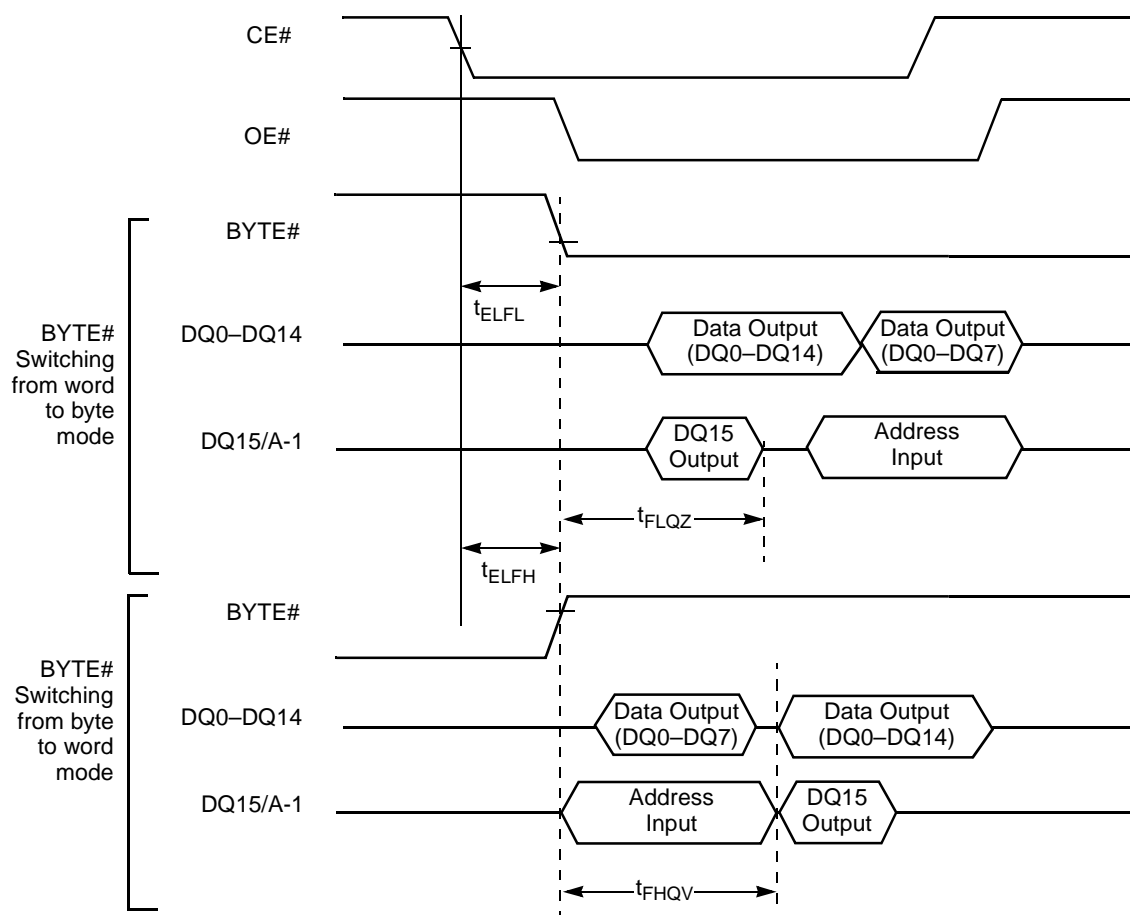 CE#
OE#
BYTE#
tELFL
BYTE#
Switching
from word
to byte
mode
DQ0–DQ14
Data Output
(DQ0–DQ14)
Data Output
(DQ0–DQ7)
DQ15/A-1
DQ15
Output
Address
Input
tFLQZ
tELFH
BYTE#
BYTE#
Switching
from byte
to word
mode
DQ0–DQ14
Data Output
(DQ0–DQ7)
Data Output
(DQ0–DQ14)
DQ15/A-1
Address
Input
DQ15
Output
tFHQV